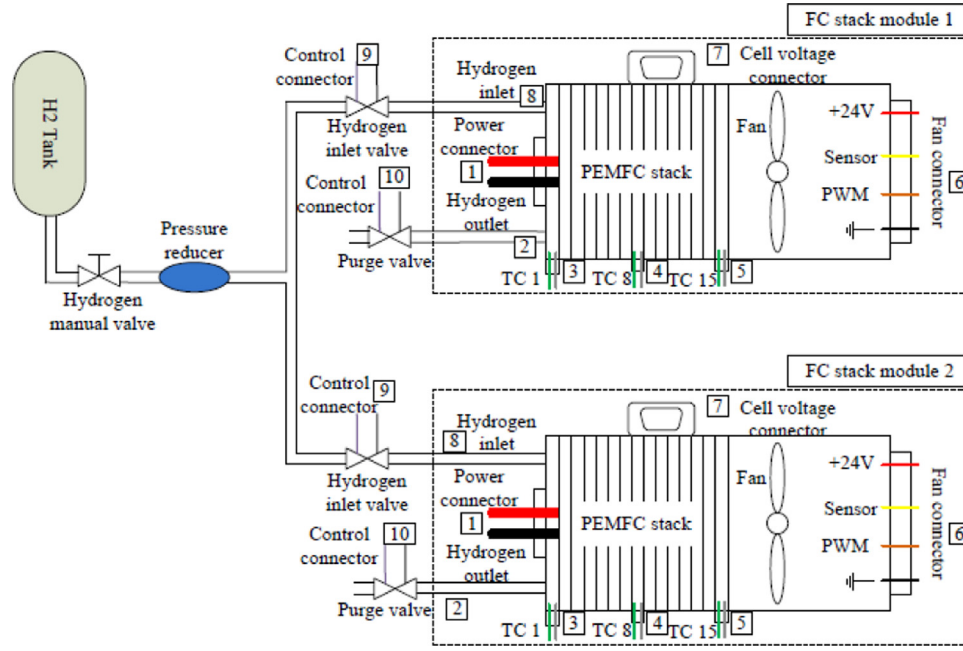 FC stack module 1
H2 Tank
Control
connector
9
Hydrogen
inlet valve
Hydrogen
inlet
8
7
Cell voltage
connector
Power
connector
1
PEMFC stack
Fan
+24V
Sensor
PWM
Fan connector
6
Control
connector
10
Purge valve
Hydrogen
outlet
2
TC 1
3
TC 8
4
TC 15
5
Pressure
reducer
Hydrogen
manual valve
FC stack module 2
Control
connector
9
Hydrogen
inlet valve
Hydrogen
inlet
8
7
Cell voltage
connector
Power
connector
1
PEMFC stack
Fan
+24V
Sensor
PWM
Fan connector
6
Control
connector
10
Purge valve
Hydrogen
outlet
2
TC 1
3
TC 8
4
TC 15
5